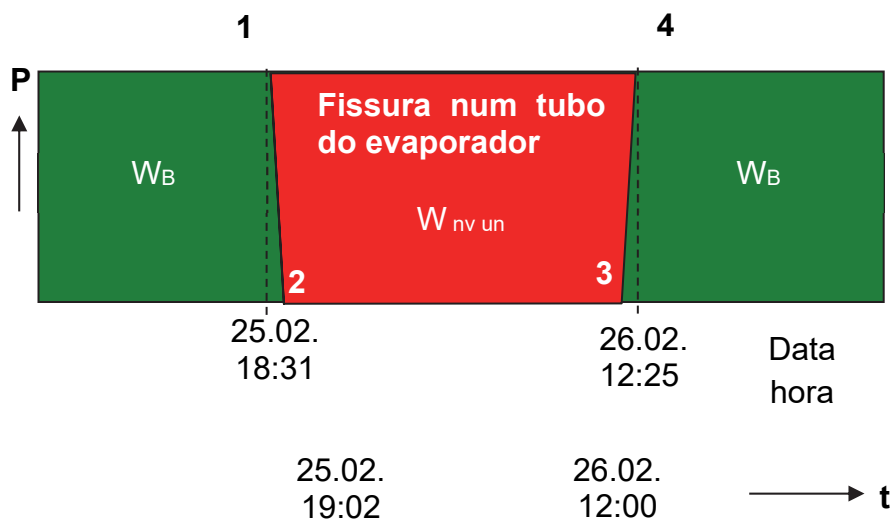 1
4
P
Fissura num tubo
do evaporador
WB
W nv un
WB
2
3
25.02.
18:31
26.02.
12:25
Data
hora
25.02.
19:02
26.02.
12:00
t